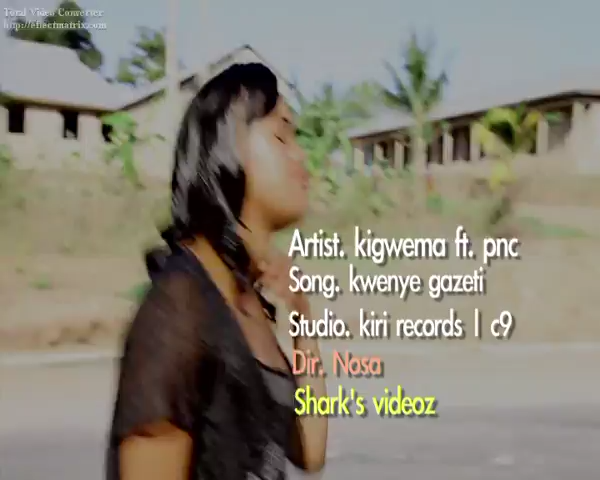 Total Video Converter
http://effectmatrix.com
Artist. kigwema ft. pnc
Song. kwenye gazeti
Studio. kiri records | c9
Dir. Nosa
Shark's videoz